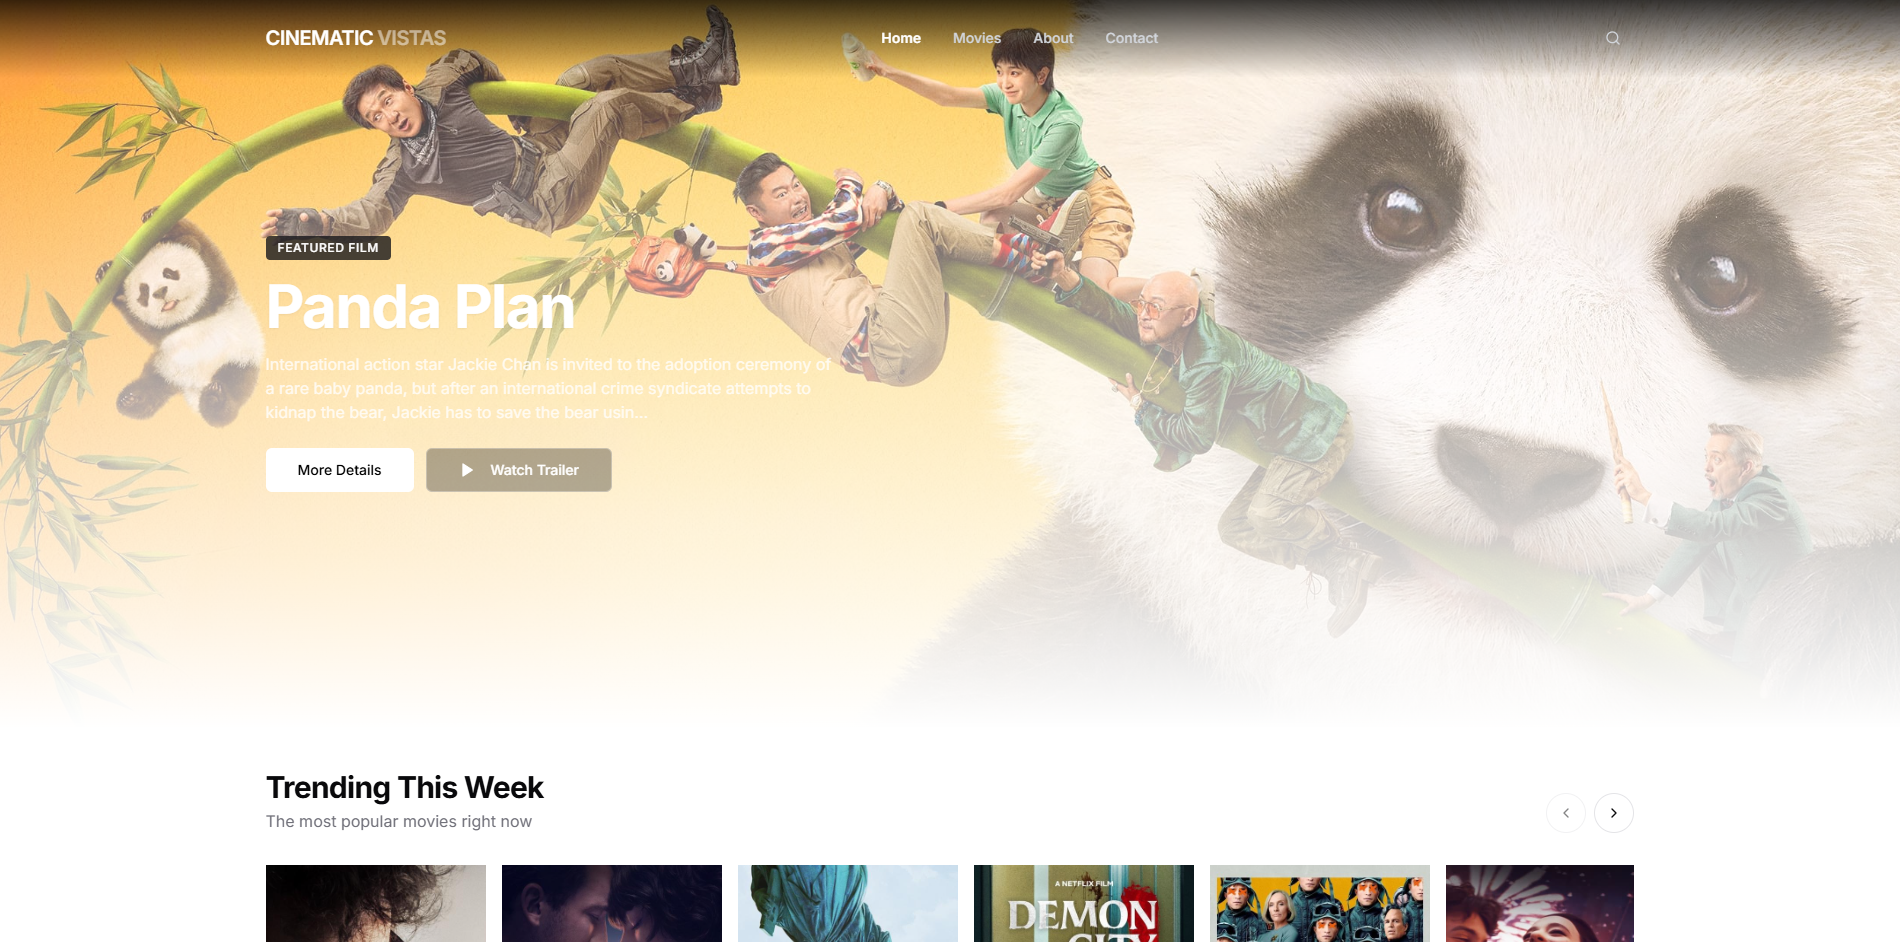 CINEMATIC VISTAS
Home Movies About Contact
FEATURED FILM
Panda Plan
International action star Jackie Chan is invited to the adoption ceremony of
a rare baby panda, but after an international crime syndicate attempts to
kidnap the bear, Jackie has to save the bear usin...
More Details
Watch Trailer
Trending This Week
The most popular movies right now
A NETFLIX FILM
DEMON
CITY